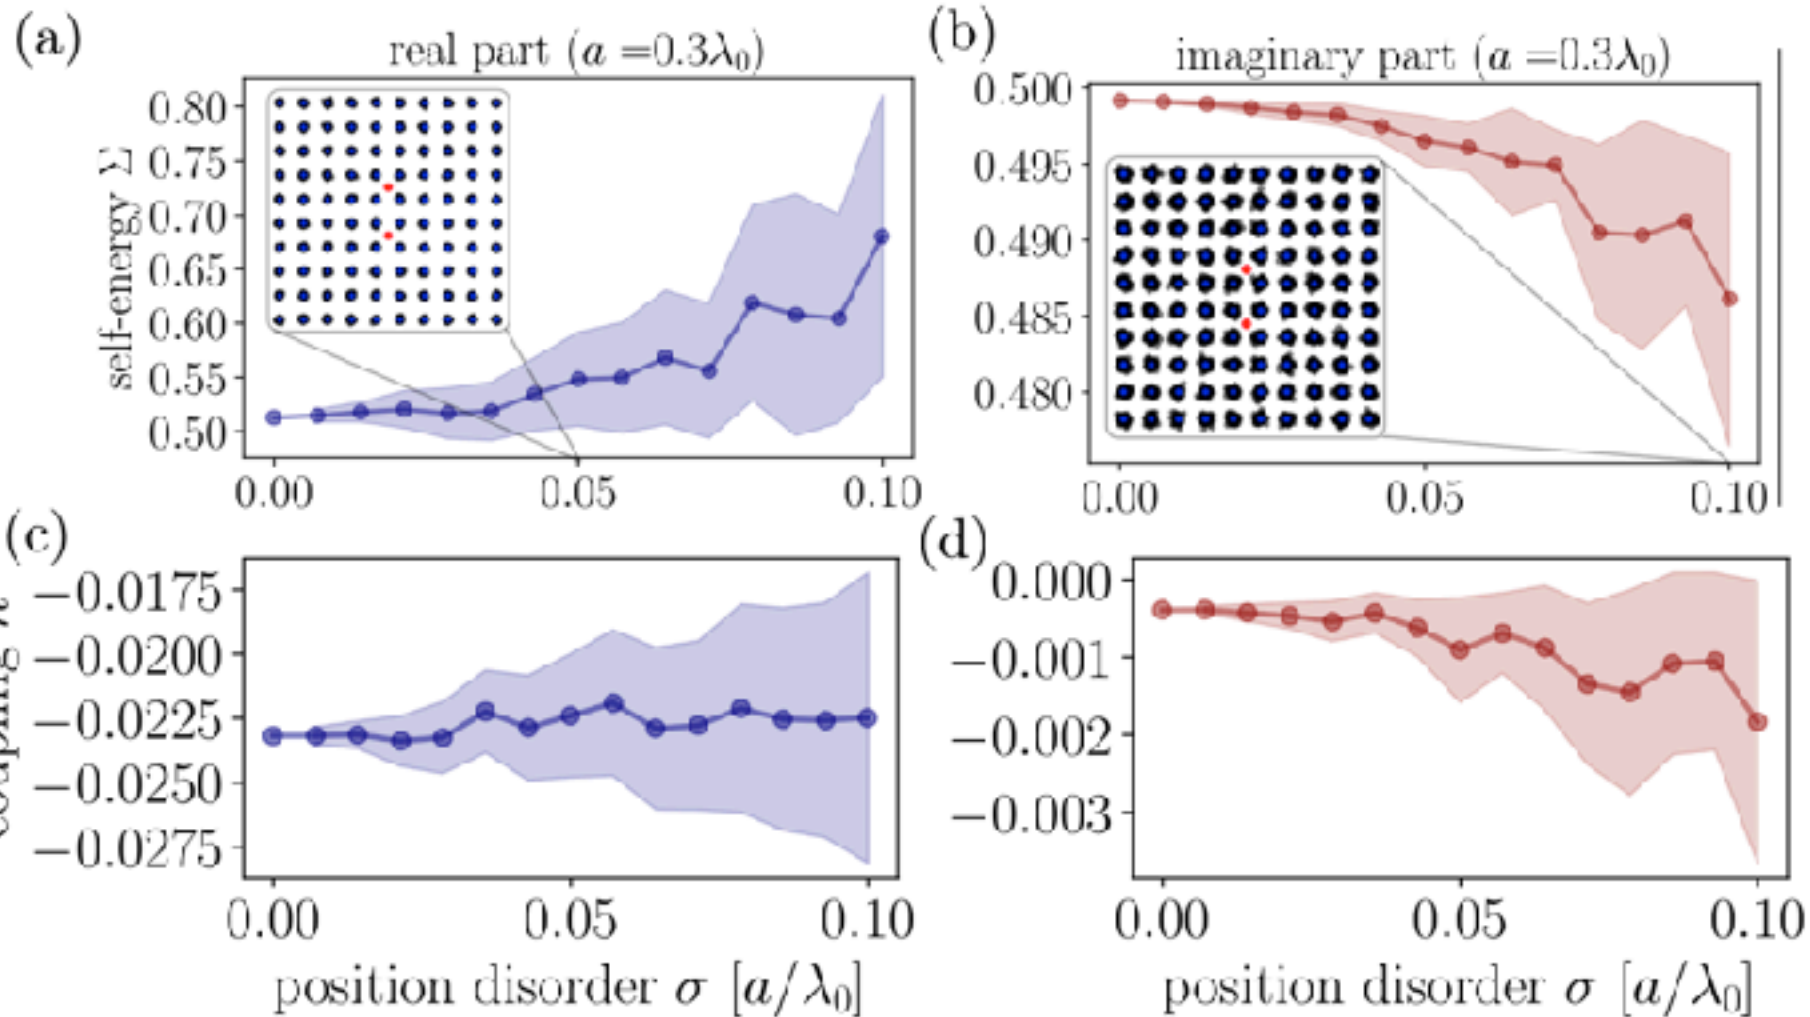 (a)
real part (a =0.3λ₀)
self-energy Σ
0.80
0.75
0.70
0.65
0.60
0.55
0.50
0.00 0.05 0.10
(b)
imaginary part (a =0.3λ₀)
0.500
0.495
0.490
0.485
0.480
0.00 0.05 0.10
(c)
−0.0175
−0.0200
−0.0225
−0.0250
−0.0275
0.00 0.05 0.10
position disorder σ [a/λ₀]
(d)
0.000
−0.001
−0.002
−0.003
0.00 0.05 0.10
position disorder σ [a/λ₀]